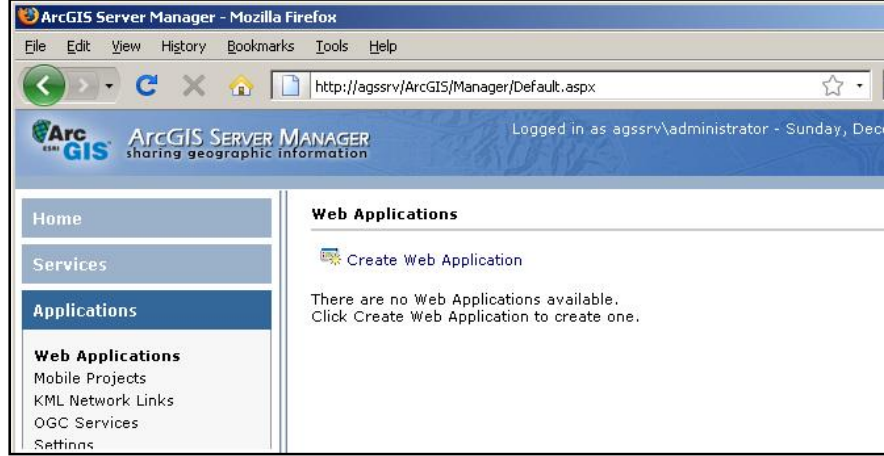 ArcGIS Server Manager - Mozilla Firefox
File Edit View History Bookmarks Tools Help
http://agssrv/ArcGIS/Manager/Default.aspx
Arc GIS
ESRI
ArcGIS Server Manager
sharing geographic information
Logged in as agssrv\administrator - Sunday, Dec
Home
Services
Applications
Web Applications
Mobile Projects
KML Network Links
OGC Services
Settings
Web Applications
Create Web Application
There are no Web Applications available.
Click Create Web Application to create one.